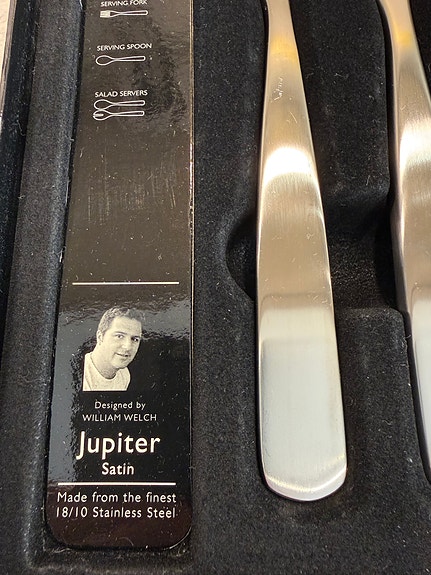 SERVING FORK
SERVING SPOON
SALAD SERVERS
Designed by
WILLIAM WELCH
Jupiter
Satin
Made from the finest
18/10 Stainless Steel